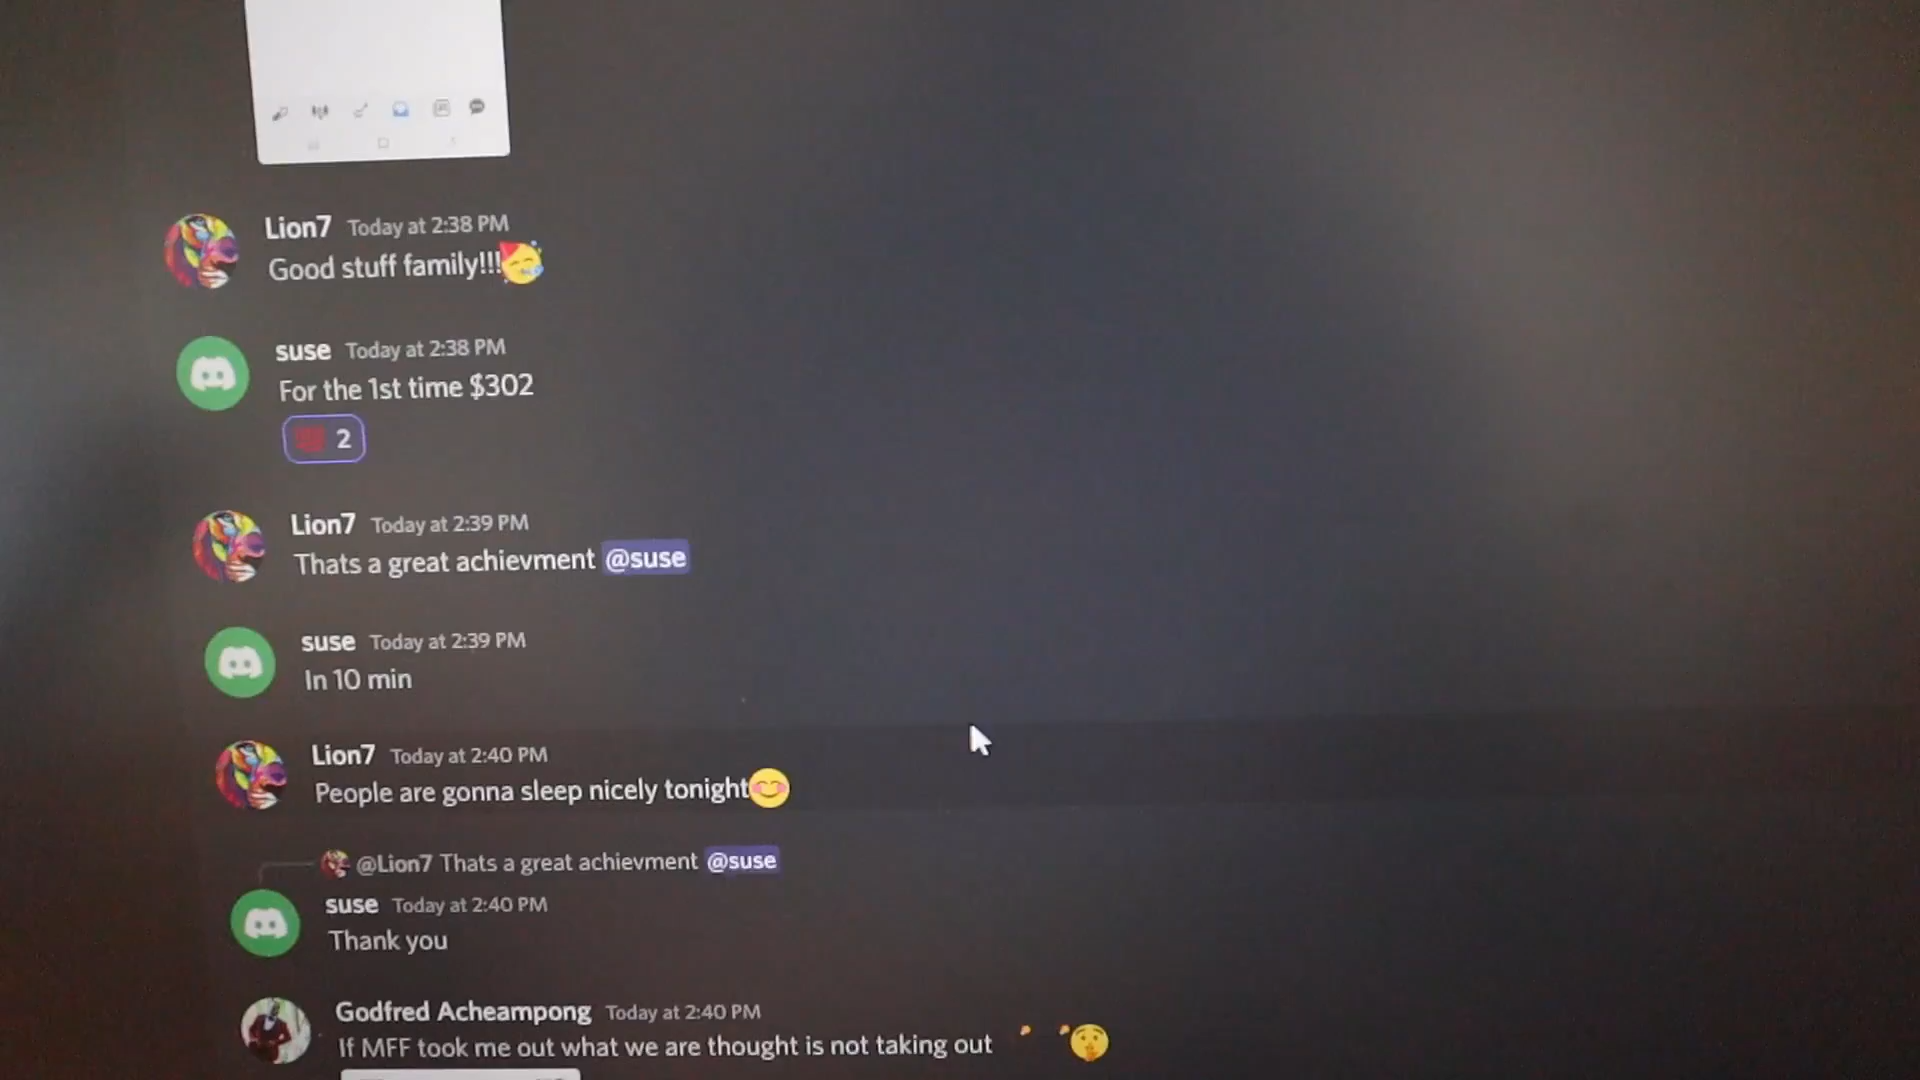 Lion7 Today at 2:38 PM
Good stuff family!!!
suse Today at 2:38 PM
For the 1st time $302
2
Lion7 Today at 2:39 PM
Thats a great achievment @suse
suse Today at 2:39 PM
In 10 min
Lion7 Today at 2:40 PM
People are gonna sleep nicely tonight
@Lion7 Thats a great achievment @suse
suse Today at 2:40 PM
Thank you
Godfred Acheampong Today at 2:40 PM
If MFF took me out what we are thought is not taking out